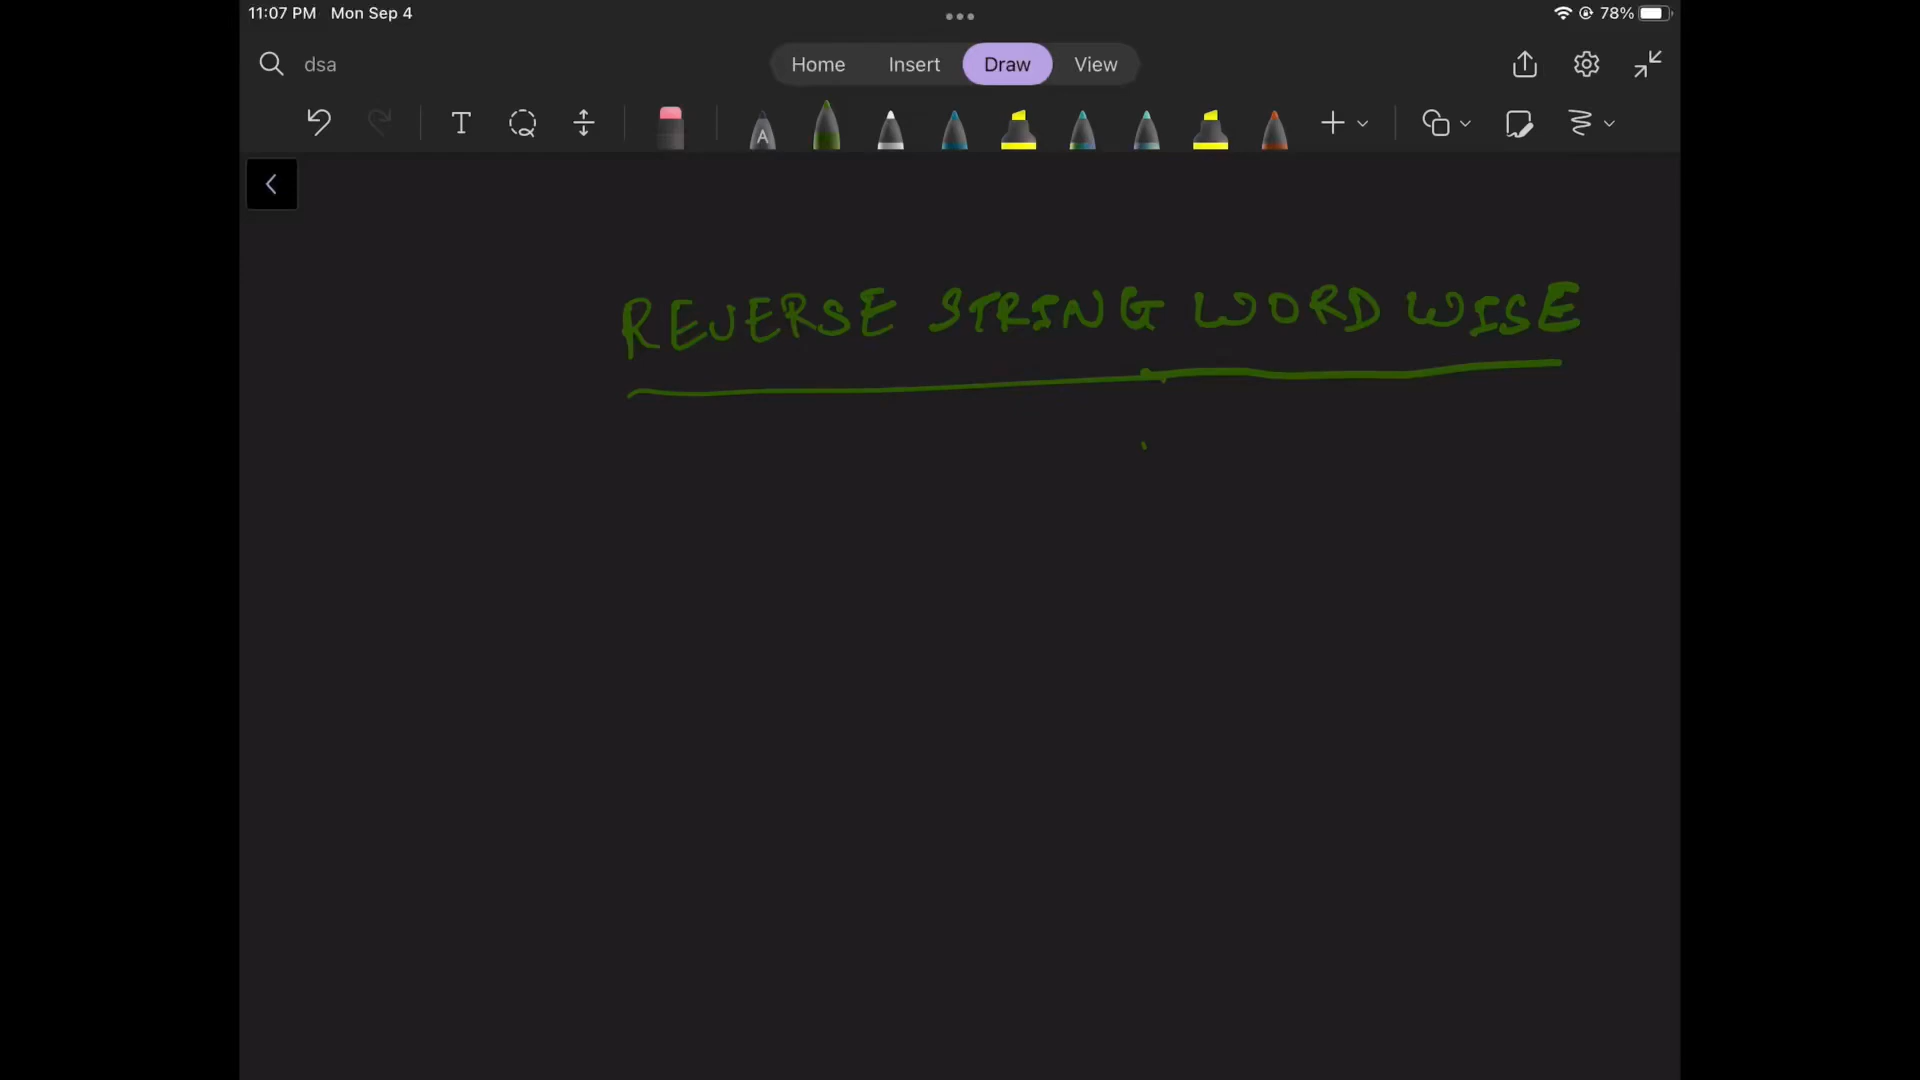 11:07 PM Mon Sep 4
78%
dsa
Home Insert Draw View
T
A
REVERSE STRING WORD WISE